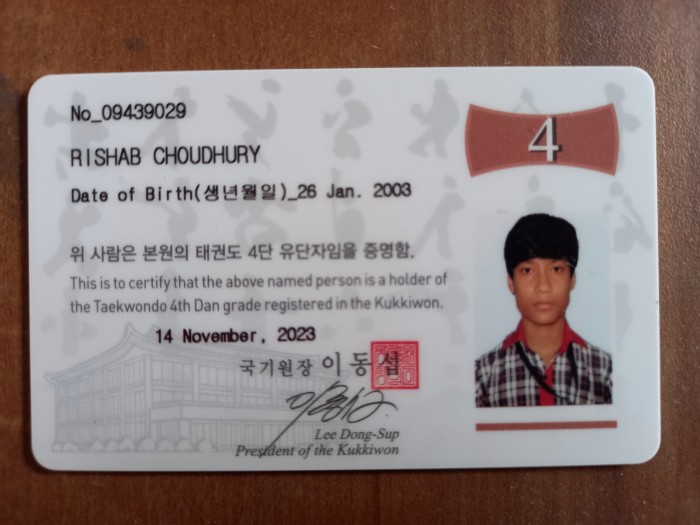 No_09439029
4
RISHAB CHOUDHURY
Date of Birth(생년월일)_26 Jan. 2003
위 사람은 본원의 태권도 4단 유단자임을 증명함.
This is to certify that the above named person is a holder of
the Taekwondo 4th Dan grade registered in the Kukkiwon.
14 November, 2023
국기원장 이동섭
Lee Dong-Sup
President of the Kukkiwon